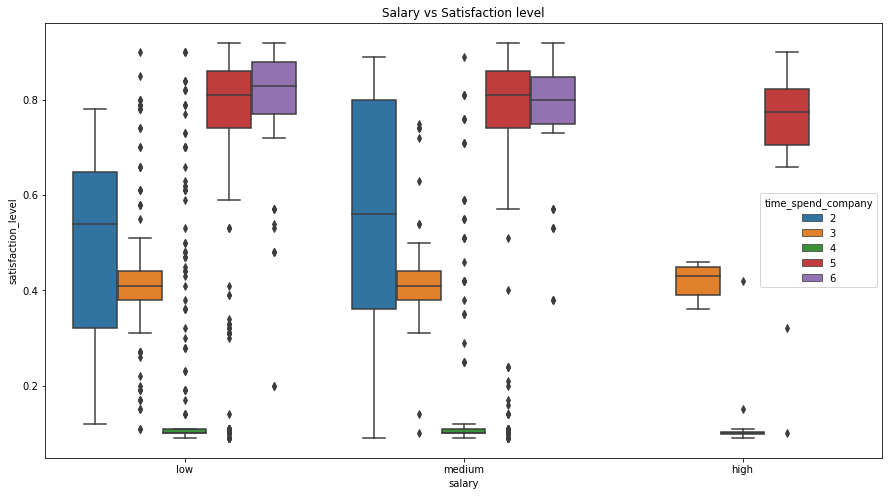 Salary vs Satisfaction level
satisfaction_level
0.8
0.6
0.4
0.2
time_spend_company
2
3
4
5
6
low
medium
high
salary